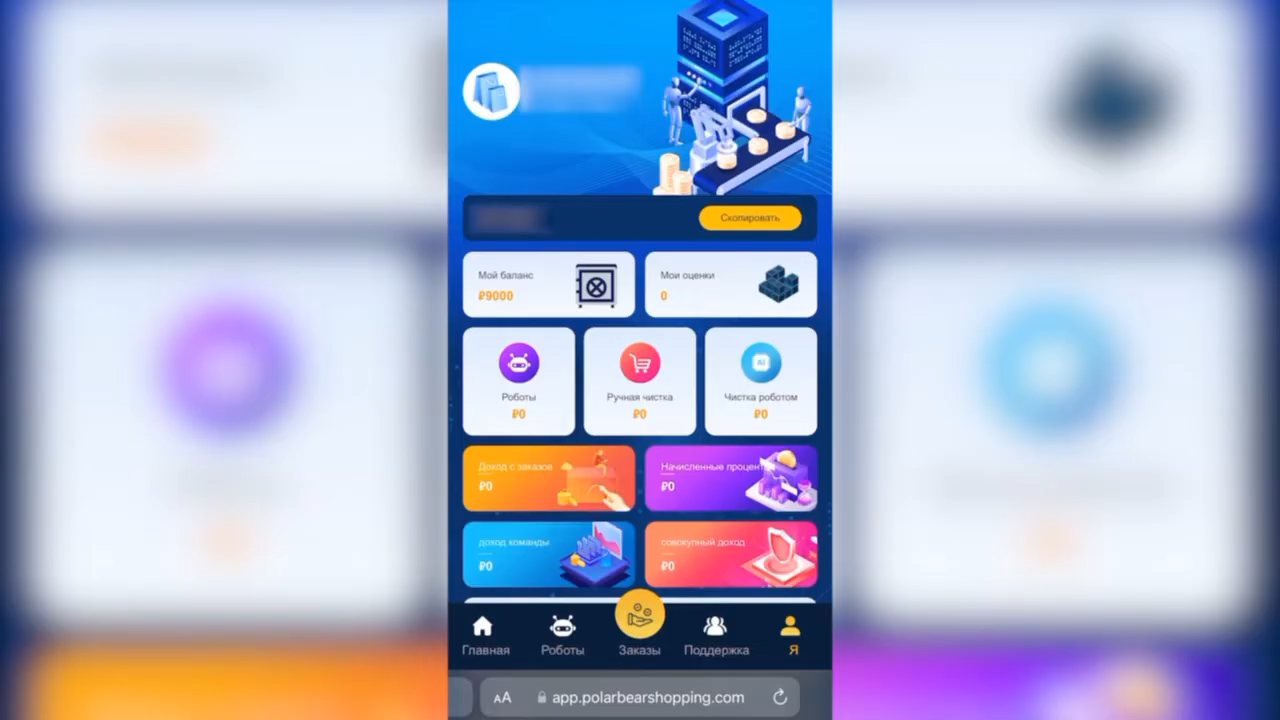 Скопировать
Мой баланс
₽9000
Мои оценки
0
Роботы
₽0
Ручная чистка
₽0
Чистка роботом
₽0
Доход с заказов
₽0
Начисленные процент
₽0
доход команды
₽0
совокупный доход
₽0
Главная
Роботы
Заказы
Поддержка
Я
AA
app.polarbearshopping.com